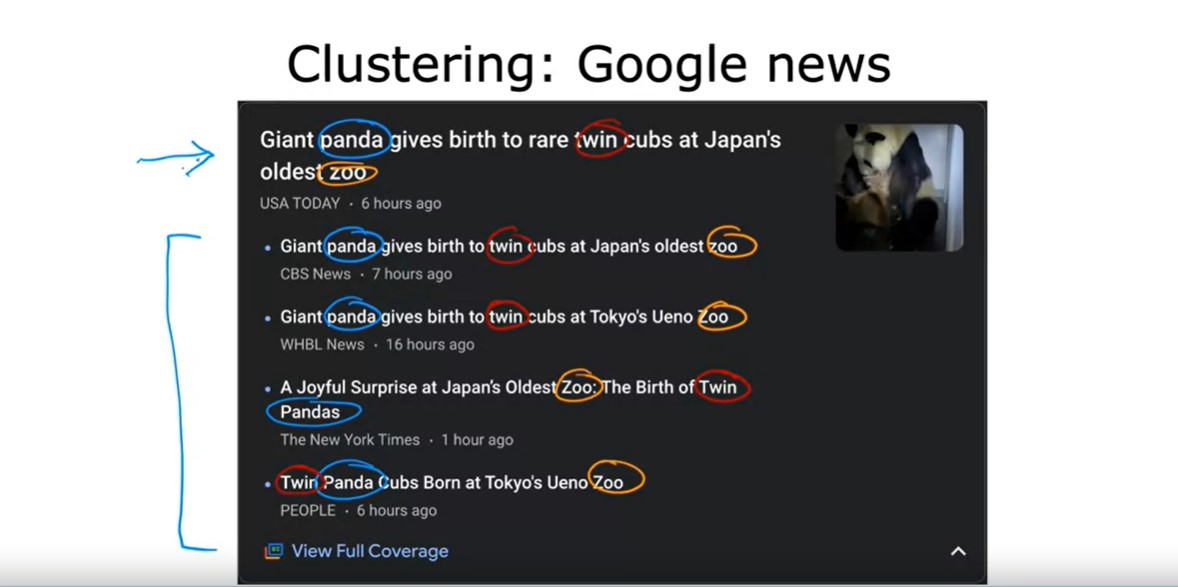 Clustering: Google news
Giant panda gives birth to rare twin cubs at Japan's
oldest zoo
USA TODAY · 6 hours ago
• Giant panda gives birth to twin cubs at Japan's oldest zoo
CBS News · 7 hours ago
• Giant panda gives birth to twin cubs at Tokyo's Ueno Zoo
WHBL News · 16 hours ago
• A Joyful Surprise at Japan's Oldest Zoo: The Birth of Twin
Pandas
The New York Times · 1 hour ago
• Twin Panda Cubs Born at Tokyo's Ueno Zoo
PEOPLE · 6 hours ago
View Full Coverage